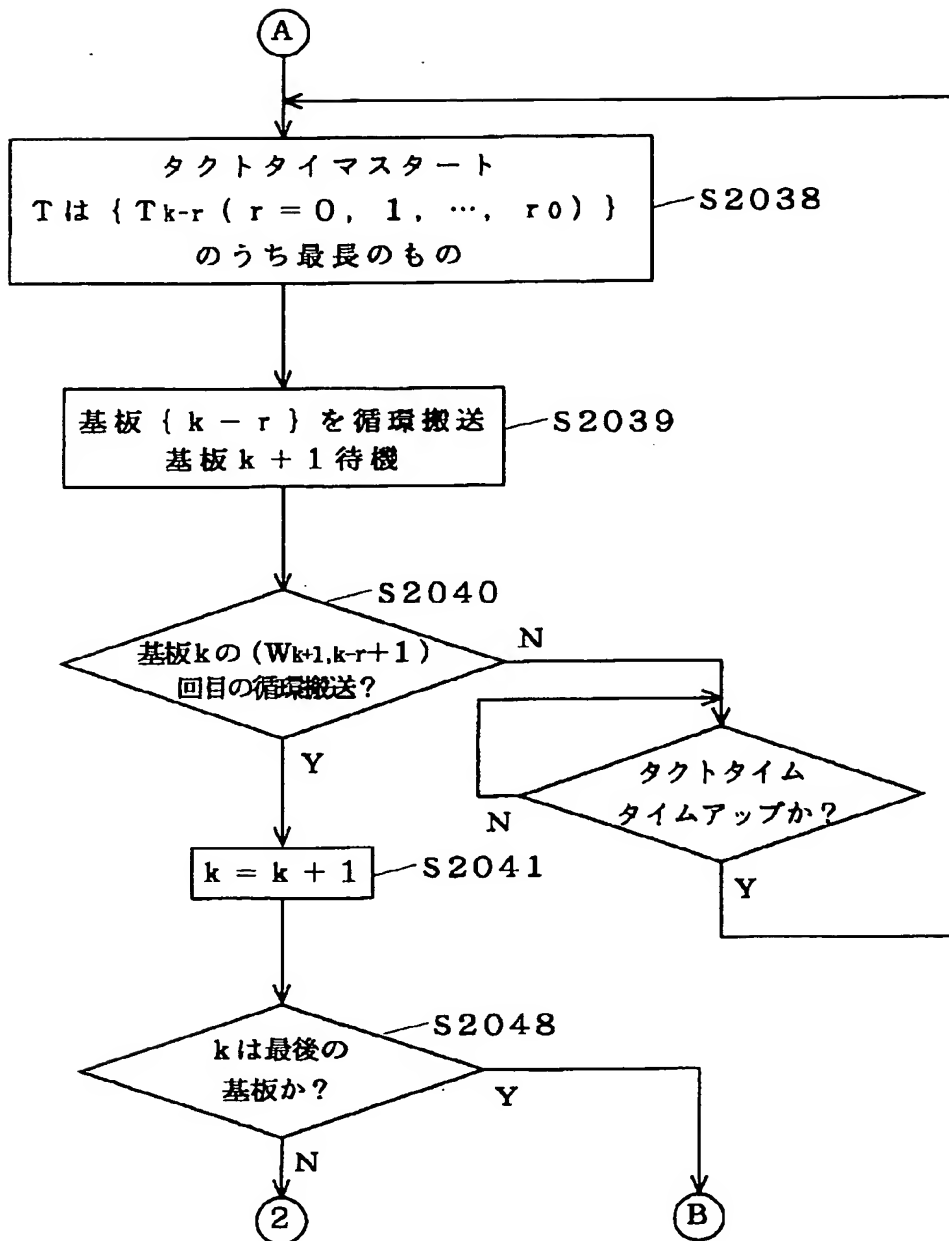 A
タクトタイマスタート
Tは { Tk-r ( r = 0, 1, …, r0 ) }
のうち最長のもの
S2038
基板 { k - r } を循環搬送
基板 k + 1 待機
S2039
S2040
基板kの (Wk+1,k-r+1)
回目の循環搬送?
N
Y
タクトタイム
タイムアップか?
N
Y
k = k + 1
S2041
S2048
kは最後の
基板か?
Y
N
2
B